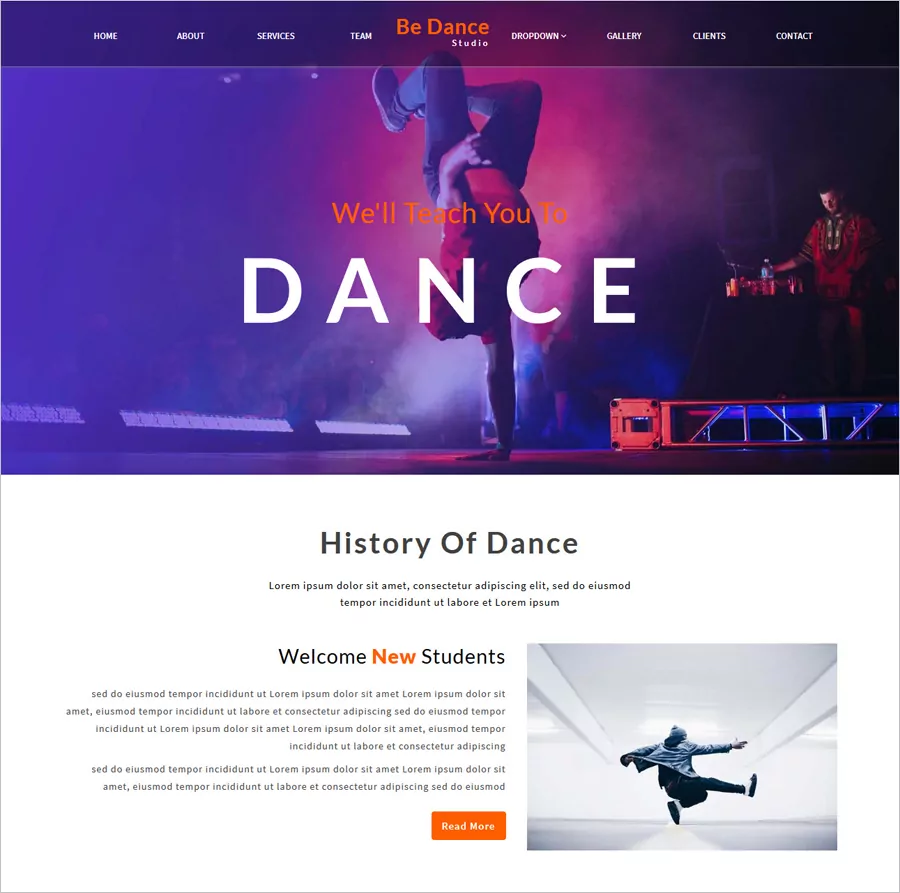 HOME ABOUT SERVICES TEAM Be Dance Studio DROPDOWN GALLERY CLIENTS CONTACT
We'll Teach You To
DANCE
History Of Dance
Lorem ipsum dolor sit amet, consectetur adipiscing elit, sed do eiusmod
tempor incididunt ut labore et Lorem ipsum
Welcome New Students
sed do eiusmod tempor incididunt ut Lorem ipsum dolor sit amet Lorem ipsum dolor sit
amet, eiusmod tempor incididunt ut labore et consectetur adipiscing sed do eiusmod tempor
incididunt ut Lorem ipsum dolor sit amet Lorem ipsum dolor sit amet, eiusmod tempor
incididunt ut labore et consectetur adipiscing
sed do eiusmod tempor incididunt ut Lorem ipsum dolor sit amet Lorem ipsum dolor sit
amet, eiusmod tempor incididunt ut labore et consectetur adipiscing sed do eiusmod
Read More